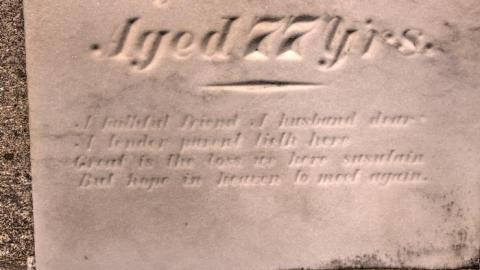 Aged 77 Yrs.
A faithful friend A husband dear
A tender parent lieth here
Great is the loss we here sustain
But hope in heaven to meet again.